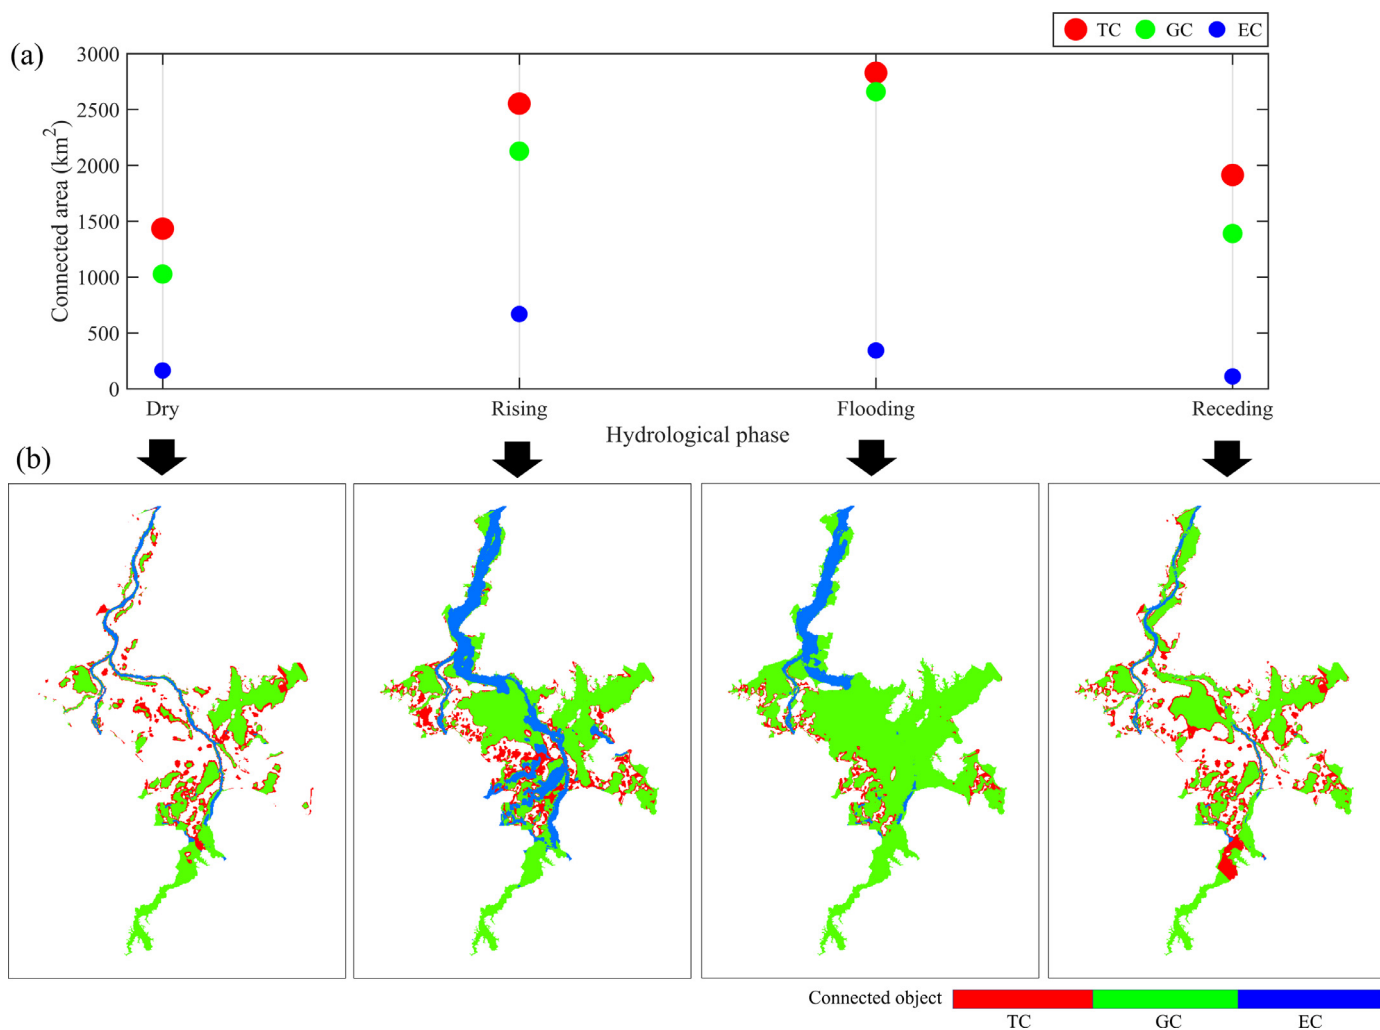 TC GC EC
(a)
3000
2500
2000
1500
1000
500
0
Connected area (km²)
Dry Rising Flooding Receding
Hydrological phase
(b)
Connected object
TC GC EC